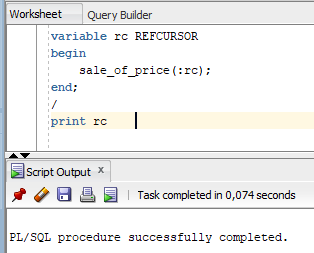 Worksheet Query Builder
variable rc REFCURSOR
begin
sale_of_price(:rc);
end;
/
print rc
Script Output x
Task completed in 0,074 seconds
PL/SQL procedure successfully completed.